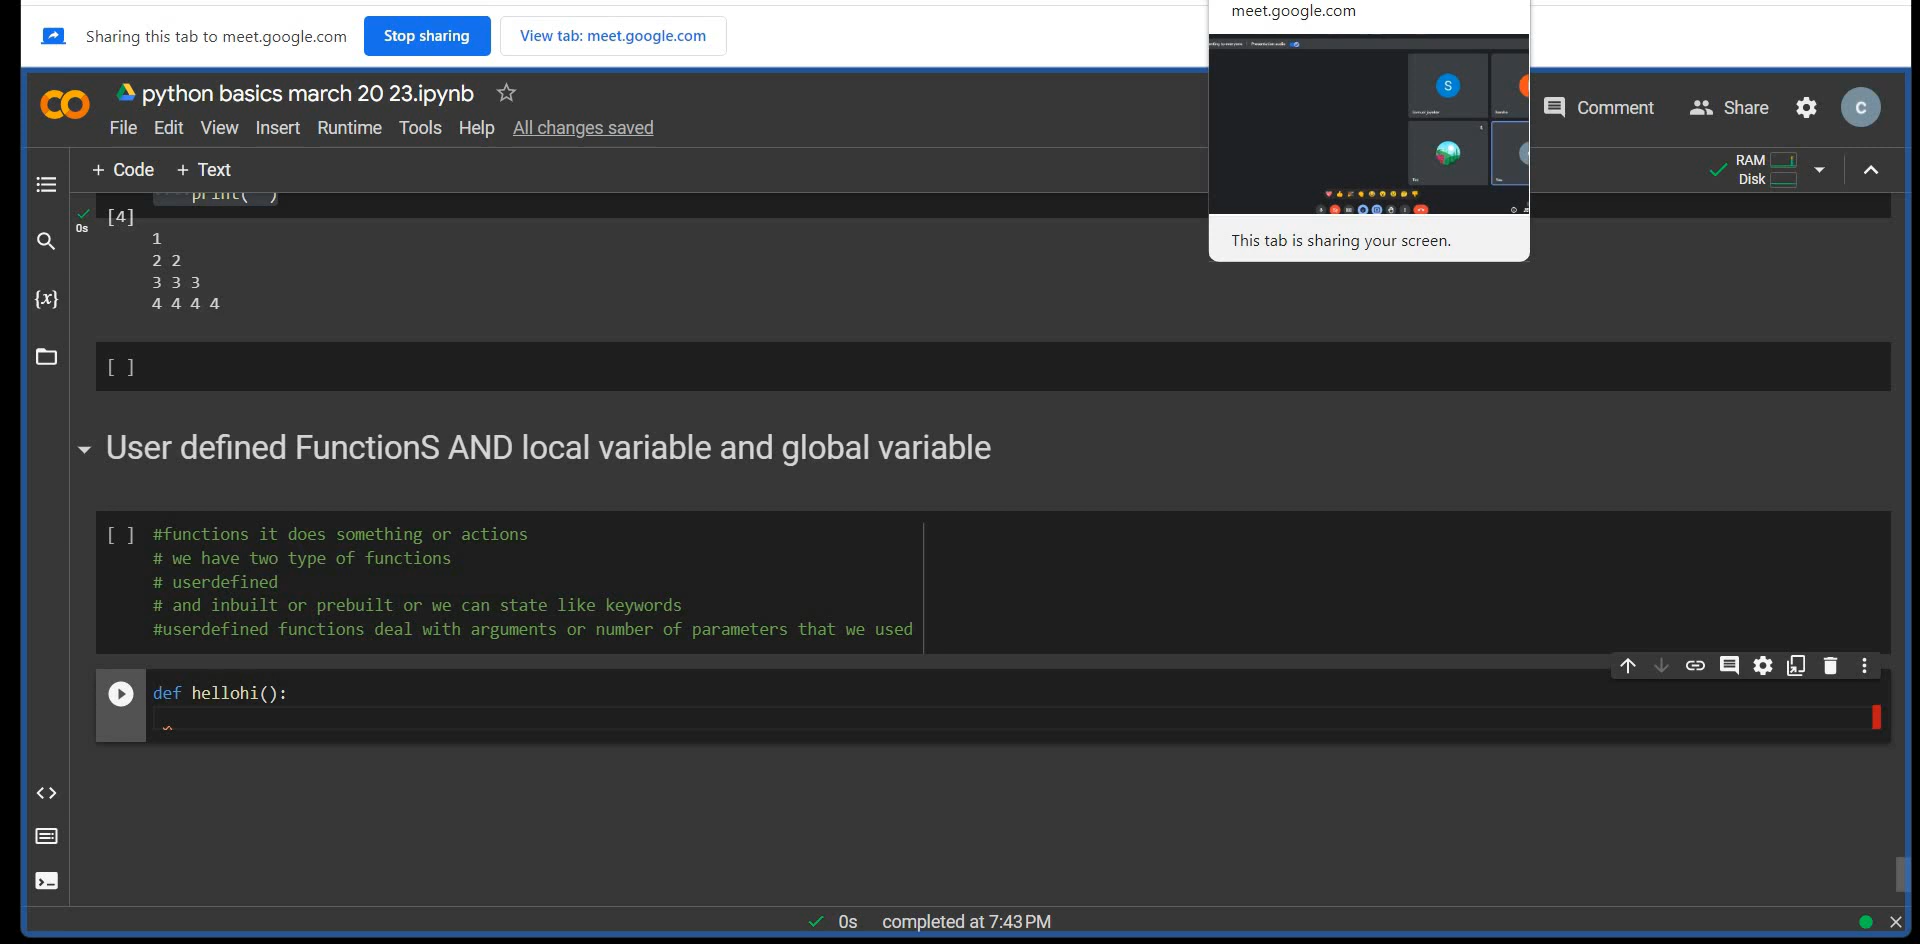 meet.google.com
Sharing this tab to meet.google.com
Stop sharing
View tab: meet.google.com
This tab is sharing your screen.
S
CO
python basics march 20 23.ipynb
File Edit View Insert Runtime Tools Help All changes saved
Comment
Share
C
+ Code + Text
RAM
Disk
print(" ")
0s
[4]
1
2 2
3 3 3
4 4 4 4
{x}
[ ]
User defined FunctionS AND local variable and global variable
[ ] #functions it does something or actions
# we have two type of functions
# userdefined
# and inbuilt or prebuilt or we can state like keywords
#userdefined functions deal with arguments or number of parameters that we used
def hellohi():
0s completed at 7:43 PM